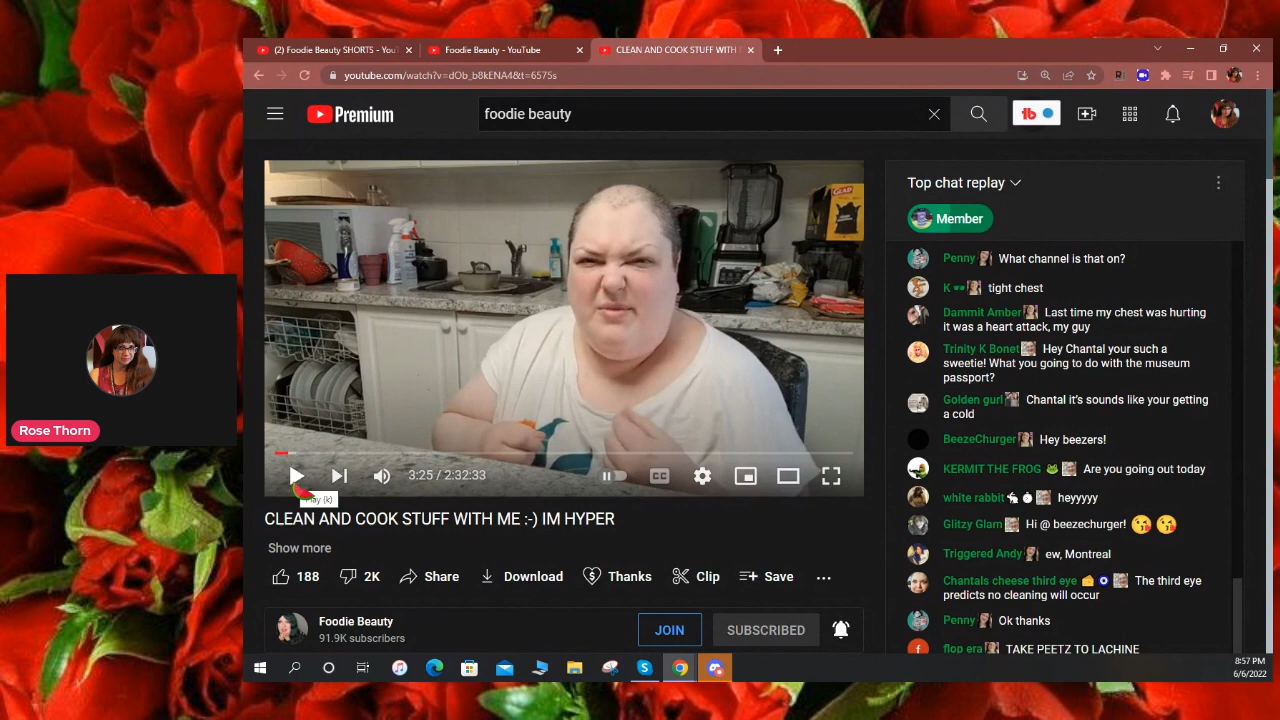 (2) Foodie Beauty SHORTS - You
Foodie Beauty - YouTube
CLEAN AND COOK STUFF WITH
youtube.com/watch?v=dOb_b8kENA4&t=6575s
Premium
foodie beauty
tb
Top chat replay
Member
GLAD
Penny What channel is that on?
K tight chest
Dammit Amber Last time my chest was hurting
it was a heart attack, my guy
Trinity K Bonet Hey Chantal your such a
sweetie! What you going to do with the museum
passport?
Golden gurl Chantal it's sounds like your getting
a cold
BeezeChurger Hey beezers!
KERMIT THE FROG Are you going out today
white rabbit heyyyyy
Glitzy Glam Hi @ beezechurger!
Triggered Andy ew, Montreal
Chantals cheese third eye The third eye
predicts no cleaning will occur
Penny Ok thanks
flop era TAKE PEETZ TO LACHINE
Rose Thorn
3:25 / 2:32:33
CC
Play (k)
CLEAN AND COOK STUFF WITH ME :-) IM HYPER
Show more
188 2K Share Download Thanks Clip Save
Foodie Beauty
91.9K subscribers
JOIN SUBSCRIBED
8:57 PM
6/6/2022